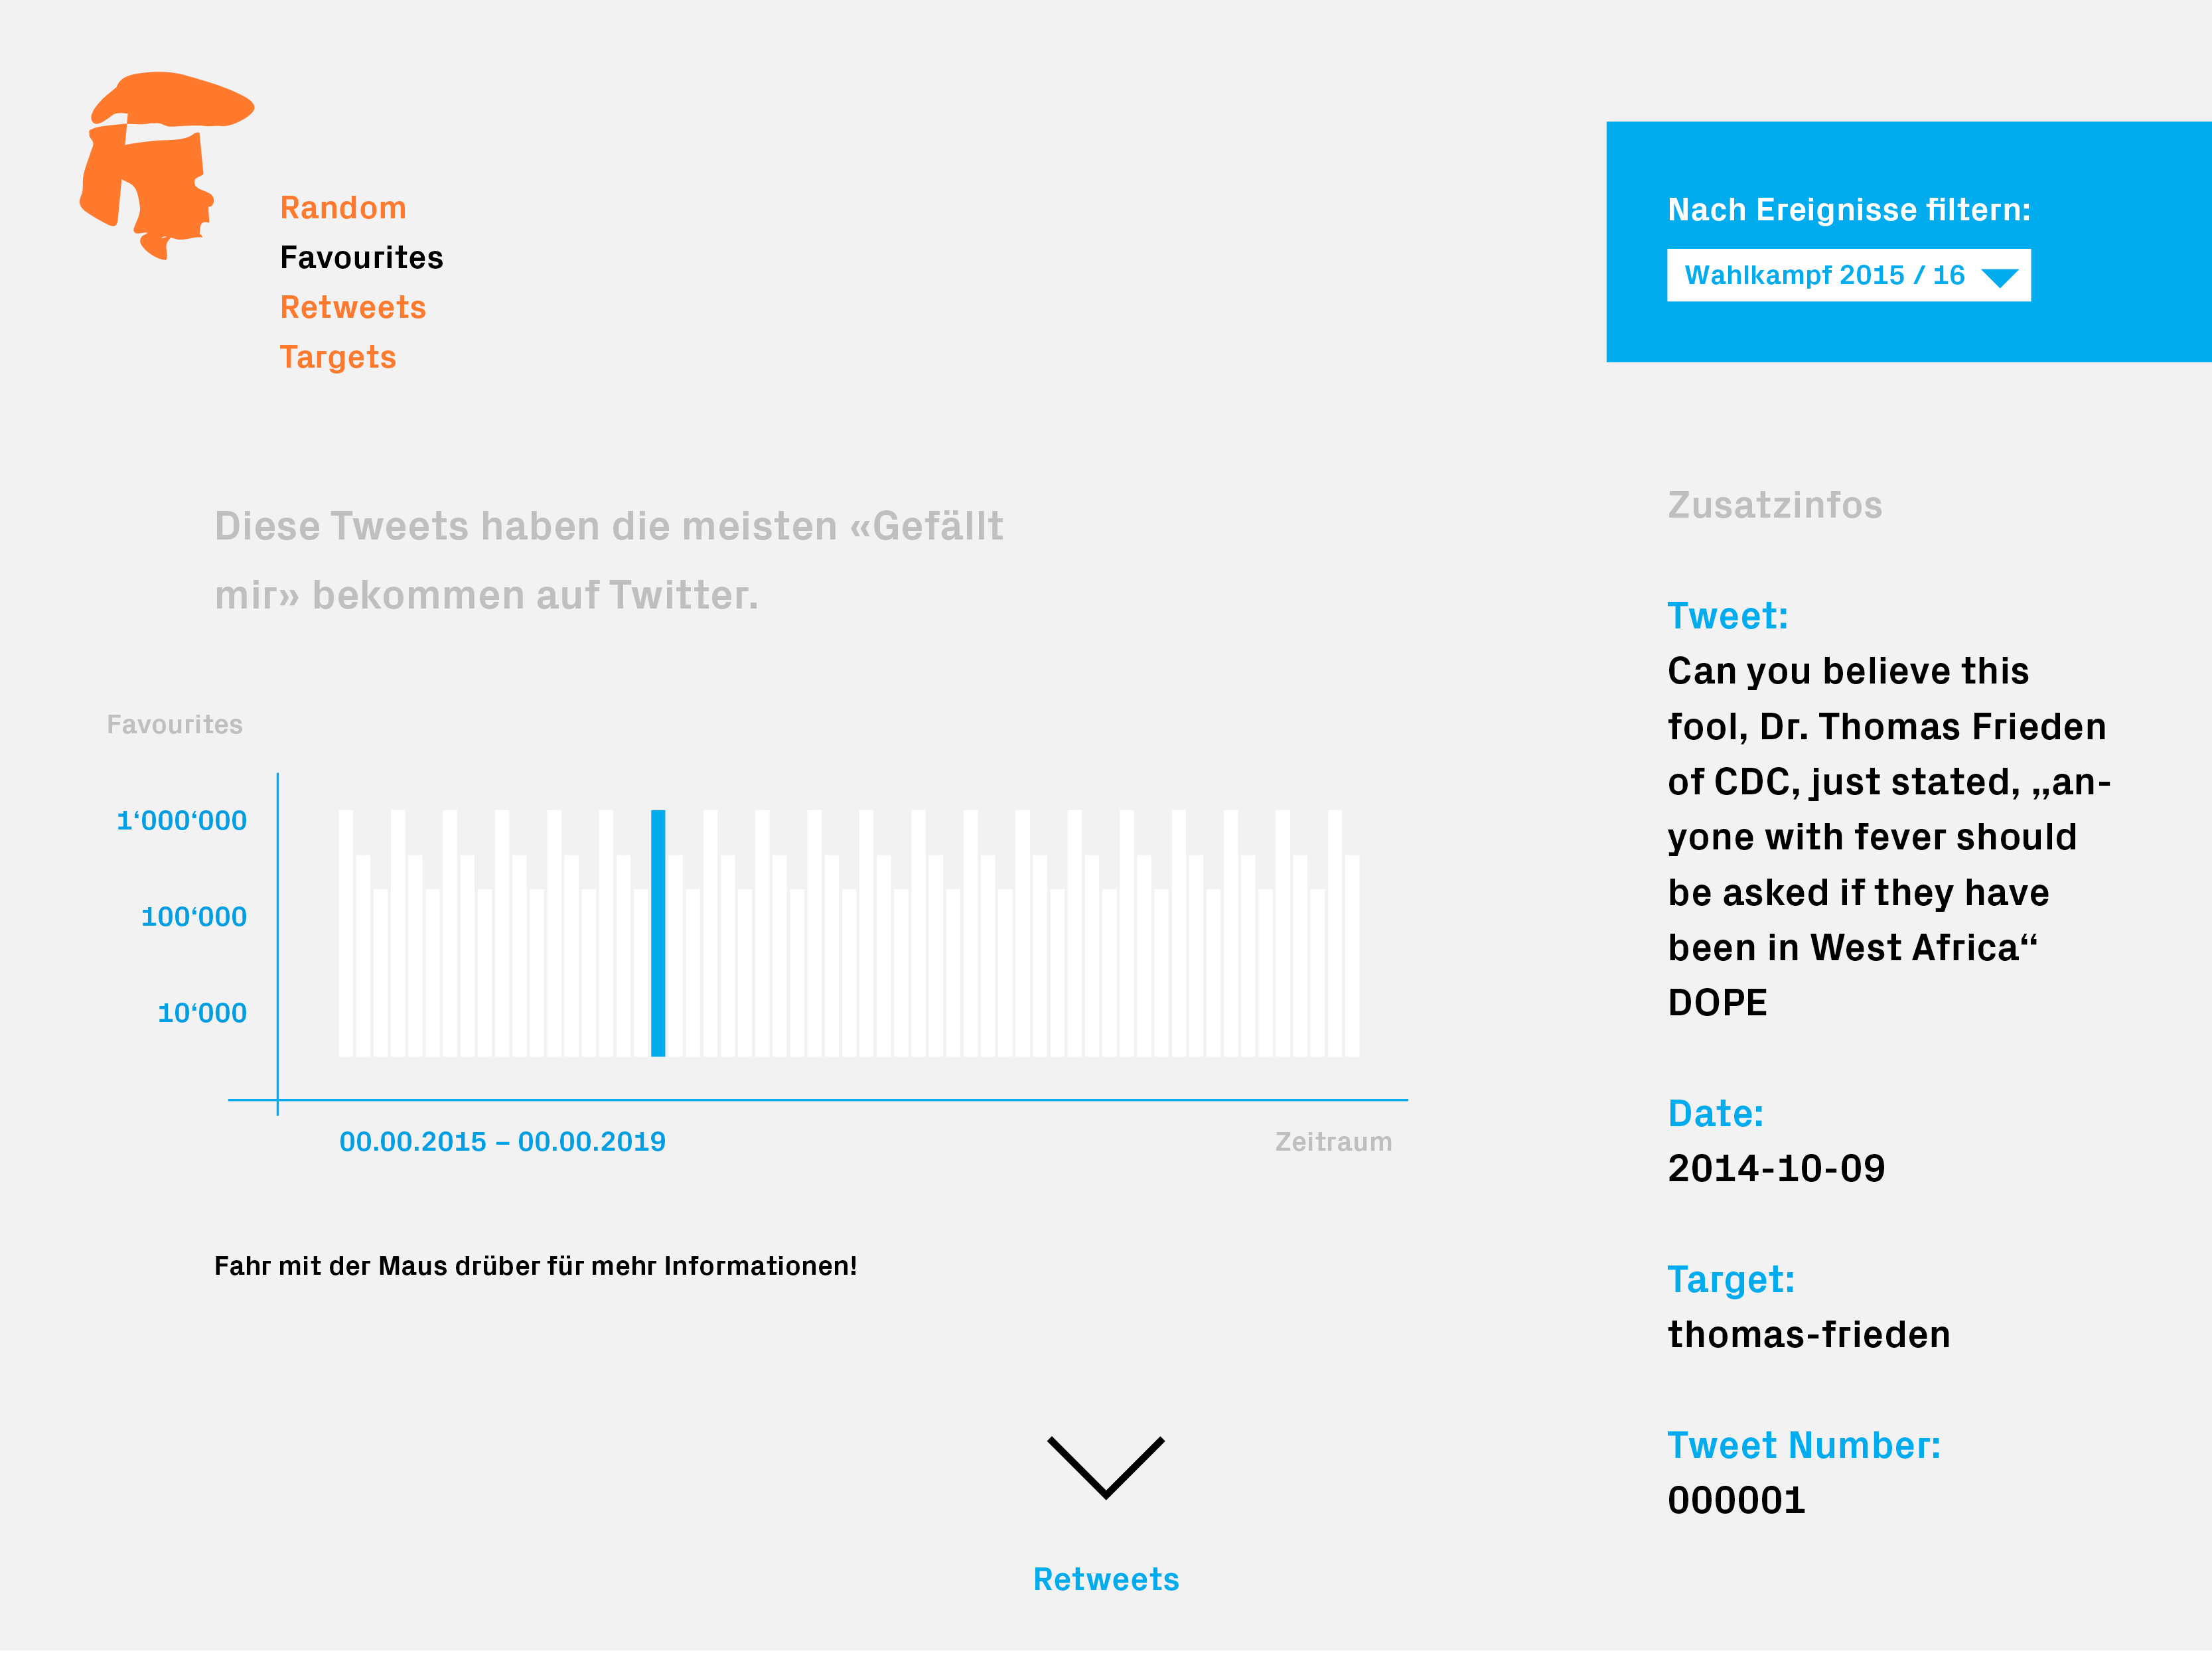 Random
Favourites
Retweets
Targets
Nach Ereignisse filtern:
Wahlkampf 2015 / 16
Diese Tweets haben die meisten «Gefällt
mir» bekommen auf Twitter.
Favourites
1‘000‘000
100‘000
10‘000
00.00.2015 – 00.00.2019
Zeitraum
Fahr mit der Maus drüber für mehr Informationen!
Retweets
Zusatzinfos
Tweet:
Can you believe this
fool, Dr. Thomas Frieden
of CDC, just stated, „an-
yone with fever should
be asked if they have
been in West Africa“
DOPE
Date:
2014-10-09
Target:
thomas-frieden
Tweet Number:
000001